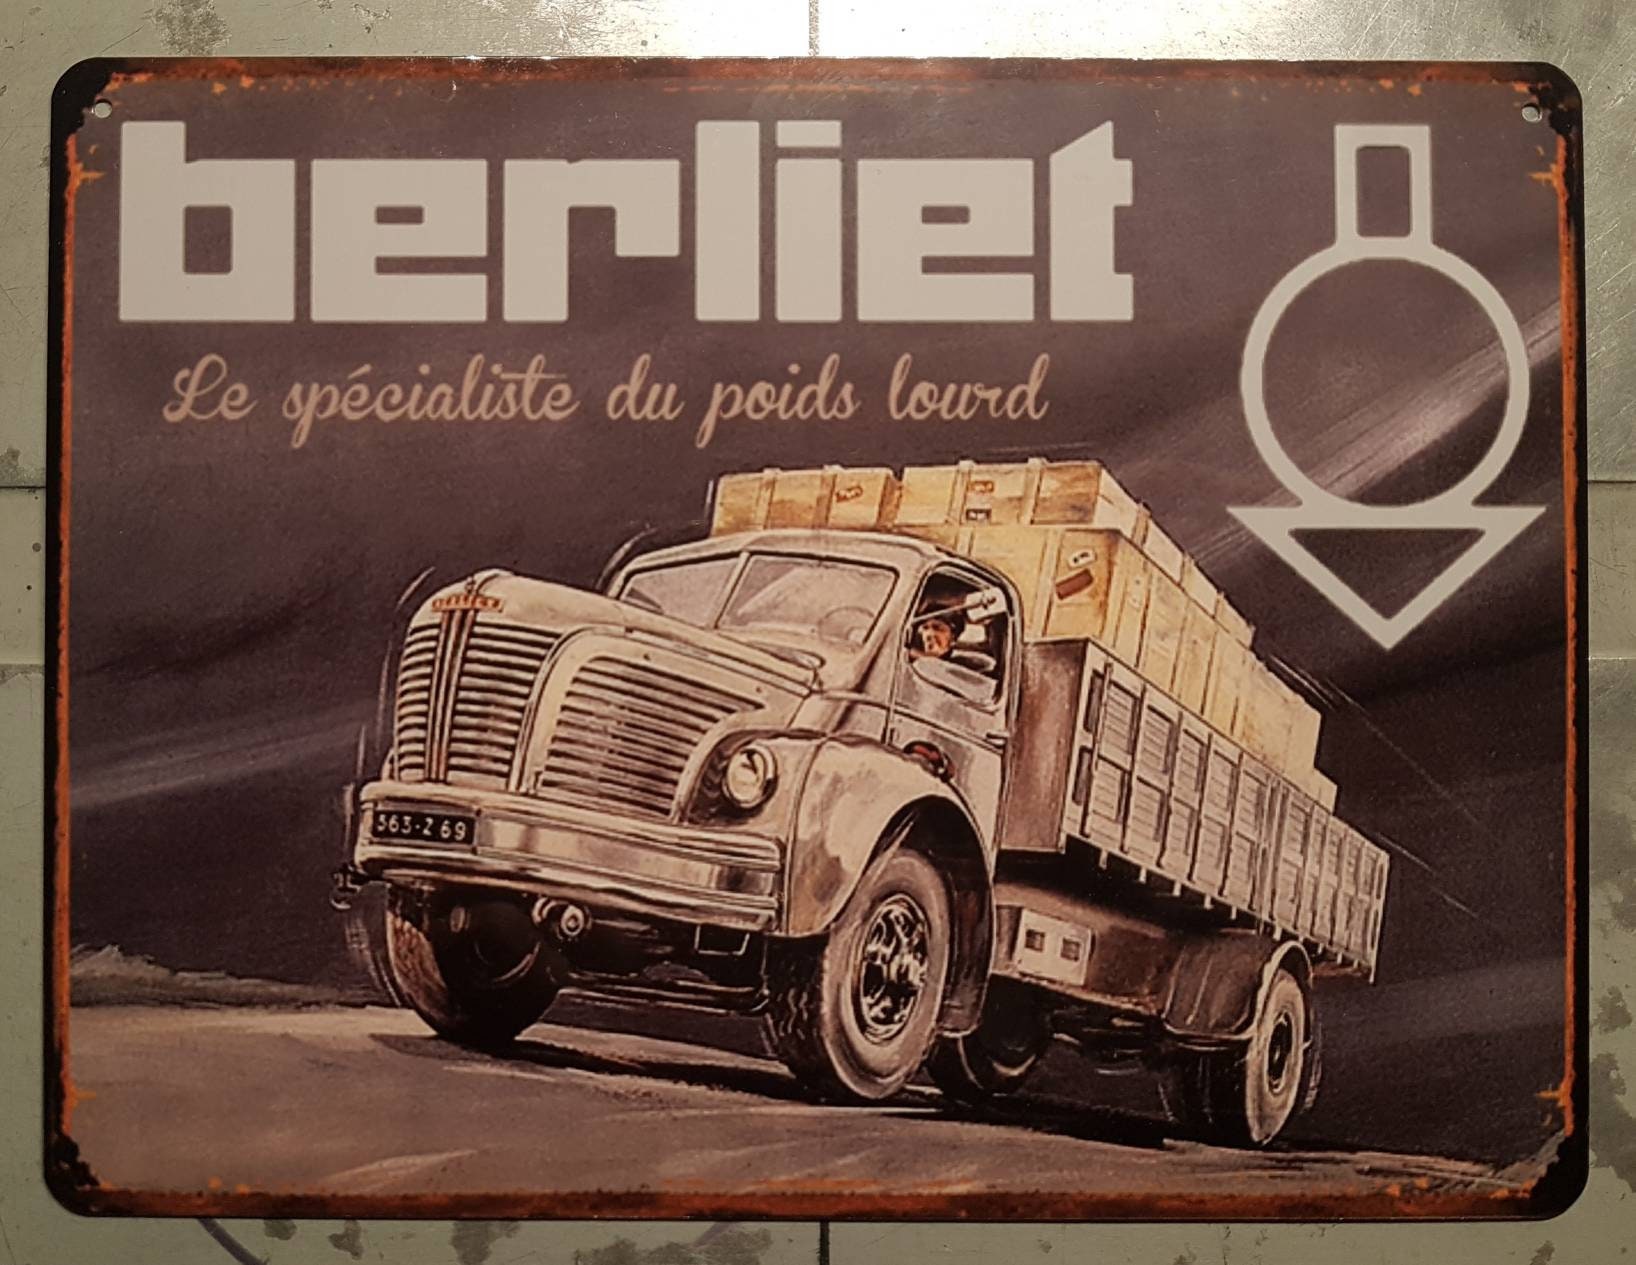 berliet
Le spécialiste du poids lourd
563-Z 69